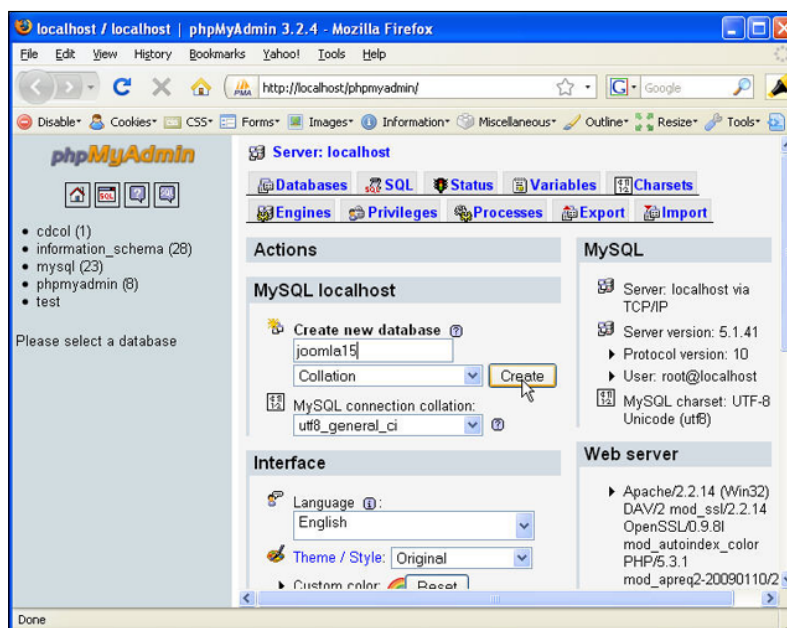 localhost / localhost | phpMyAdmin 3.2.4 - Mozilla Firefox
File Edit View History Bookmarks Yahoo! Tools Help
http://localhost/phpmyadmin/ Google
Disable Cookies CSS Forms Images Information Miscellaneous Outline Resize Tools
phpMyAdmin
cdcol (1)
information_schema (28)
mysql (23)
phpmyadmin (8)
test
Please select a database
Server: localhost
Databases SQL Status Variables Charsets
Engines Privileges Processes Export Import
Actions
MySQL localhost
Create new database
joomla15
Collation Create
MySQL connection collation:
utf8_general_ci
Interface
Language:
English
Theme / Style: Original
Custom color: Reset
MySQL
Server: localhost via
TCP/IP
Server version: 5.1.41
Protocol version: 10
User: root@localhost
MySQL charset: UTF-8
Unicode (utf8)
Web server
Apache/2.2.14 (Win32)
DAV/2 mod_ssl/2.2.14
OpenSSL/0.9.8l
mod_autoindex_color
PHP/5.3.1
mod_apreq2-20090110/2
Done